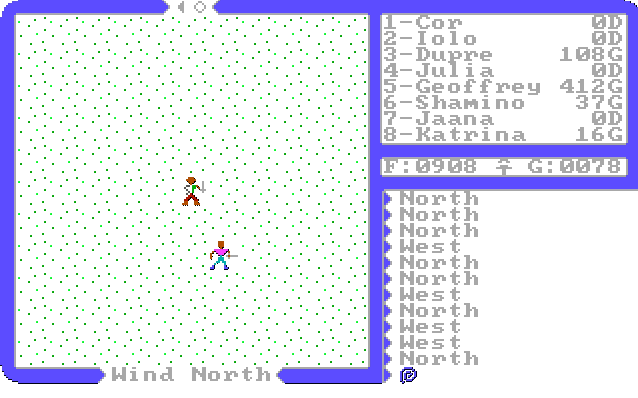 1-Cor 0D
2-Iolo 0D
3-Dupre 108G
4-Julia 0D
5-Geoffrey 412G
6-Shamino 37G
7-Jaana 0D
8-Katrina 16G
F:0908 G:0078
North
North
North
West
North
North
West
North
West
West
North
Wind North